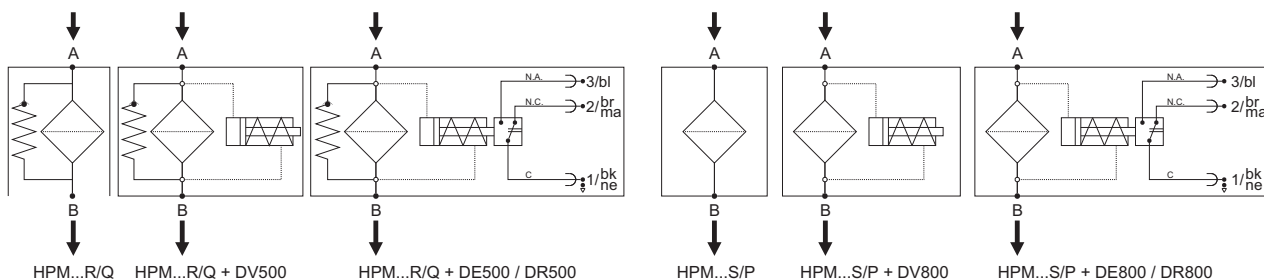 A A A A A A
N.A. 3/bl N.A. 3/bl
N.C. 2/br ma N.C. 2/br ma
C 1/bk ne C 1/bk ne
B B B B B B
HPM...R/Q HPM...R/Q + DV500 HPM...R/Q + DE500 / DR500 HPM...S/P HPM...S/P + DV800 HPM...S/P + DE800 / DR800